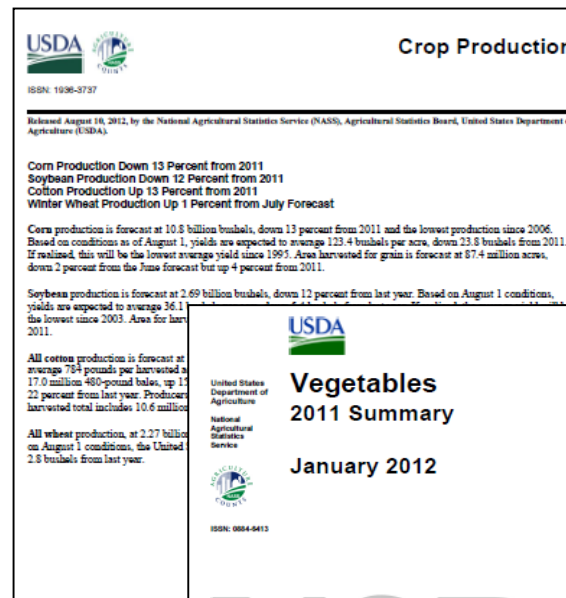 USDA
AGRICULTURE
COUNTS
Crop Production
ISSN: 1936-3737
Released August 10, 2012, by the National Agricultural Statistics Service (NASS), Agricultural Statistics Board, United States Department
Agriculture (USDA).
Corn Production Down 13 Percent from 2011
Soybean Production Down 12 Percent from 2011
Cotton Production Up 13 Percent from 2011
Winter Wheat Production Up 1 Percent from July Forecast
Corn production is forecast at 10.8 billion bushels, down 13 percent from 2011 and the lowest production since 2006.
Based on conditions as of August 1, yields are expected to average 123.4 bushels per acre, down 23.8 bushels from 2011.
If realized, this will be the lowest average yield since 1995. Area harvested for grain is forecast at 87.4 million acres,
down 2 percent from the June forecast but up 4 percent from 2011.
Soybean production is forecast at 2.69 billion bushels, down 12 percent from last year. Based on August 1 conditions,
yields are expected to average 36.1
the lowest since 2003. Area for
2011.
All cotton production is forecast at
average 784 pounds per harvested
17.0 million 480-pound bales, up
22 percent from last year.
harvested total includes 10.6 million
All wheat production, at 2.27
on August 1 conditions, the United
2.8 bushels from last year.
USDA
United States
Department of
Agriculture
National
Agricultural
Statistics
Service
AGRICULTURE
NASS
COUNTS
ISSN: 0884-6413
Vegetables
2011 Summary
January 2012